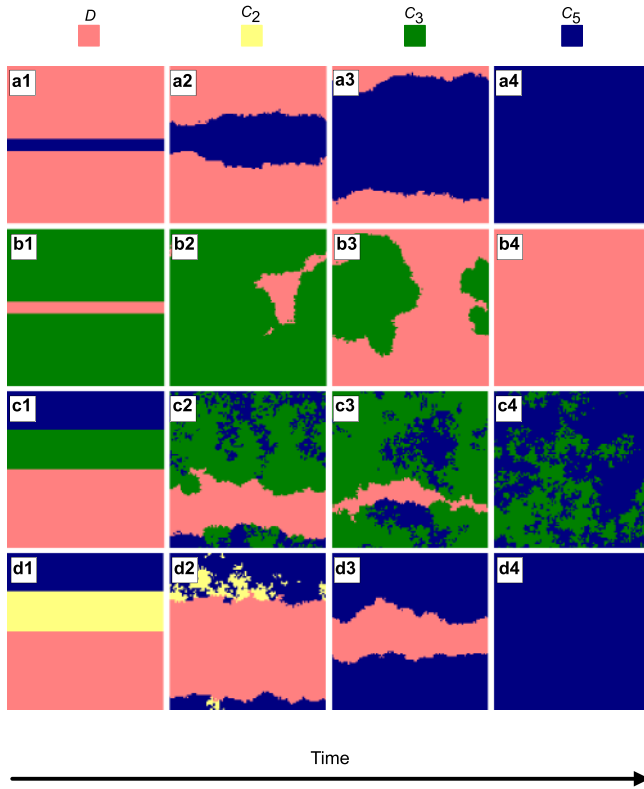 D C2 C3 C5
a1 a2 a3 a4
b1 b2 b3 b4
c1 c2 c3 c4
d1 d2 d3 d4
Time